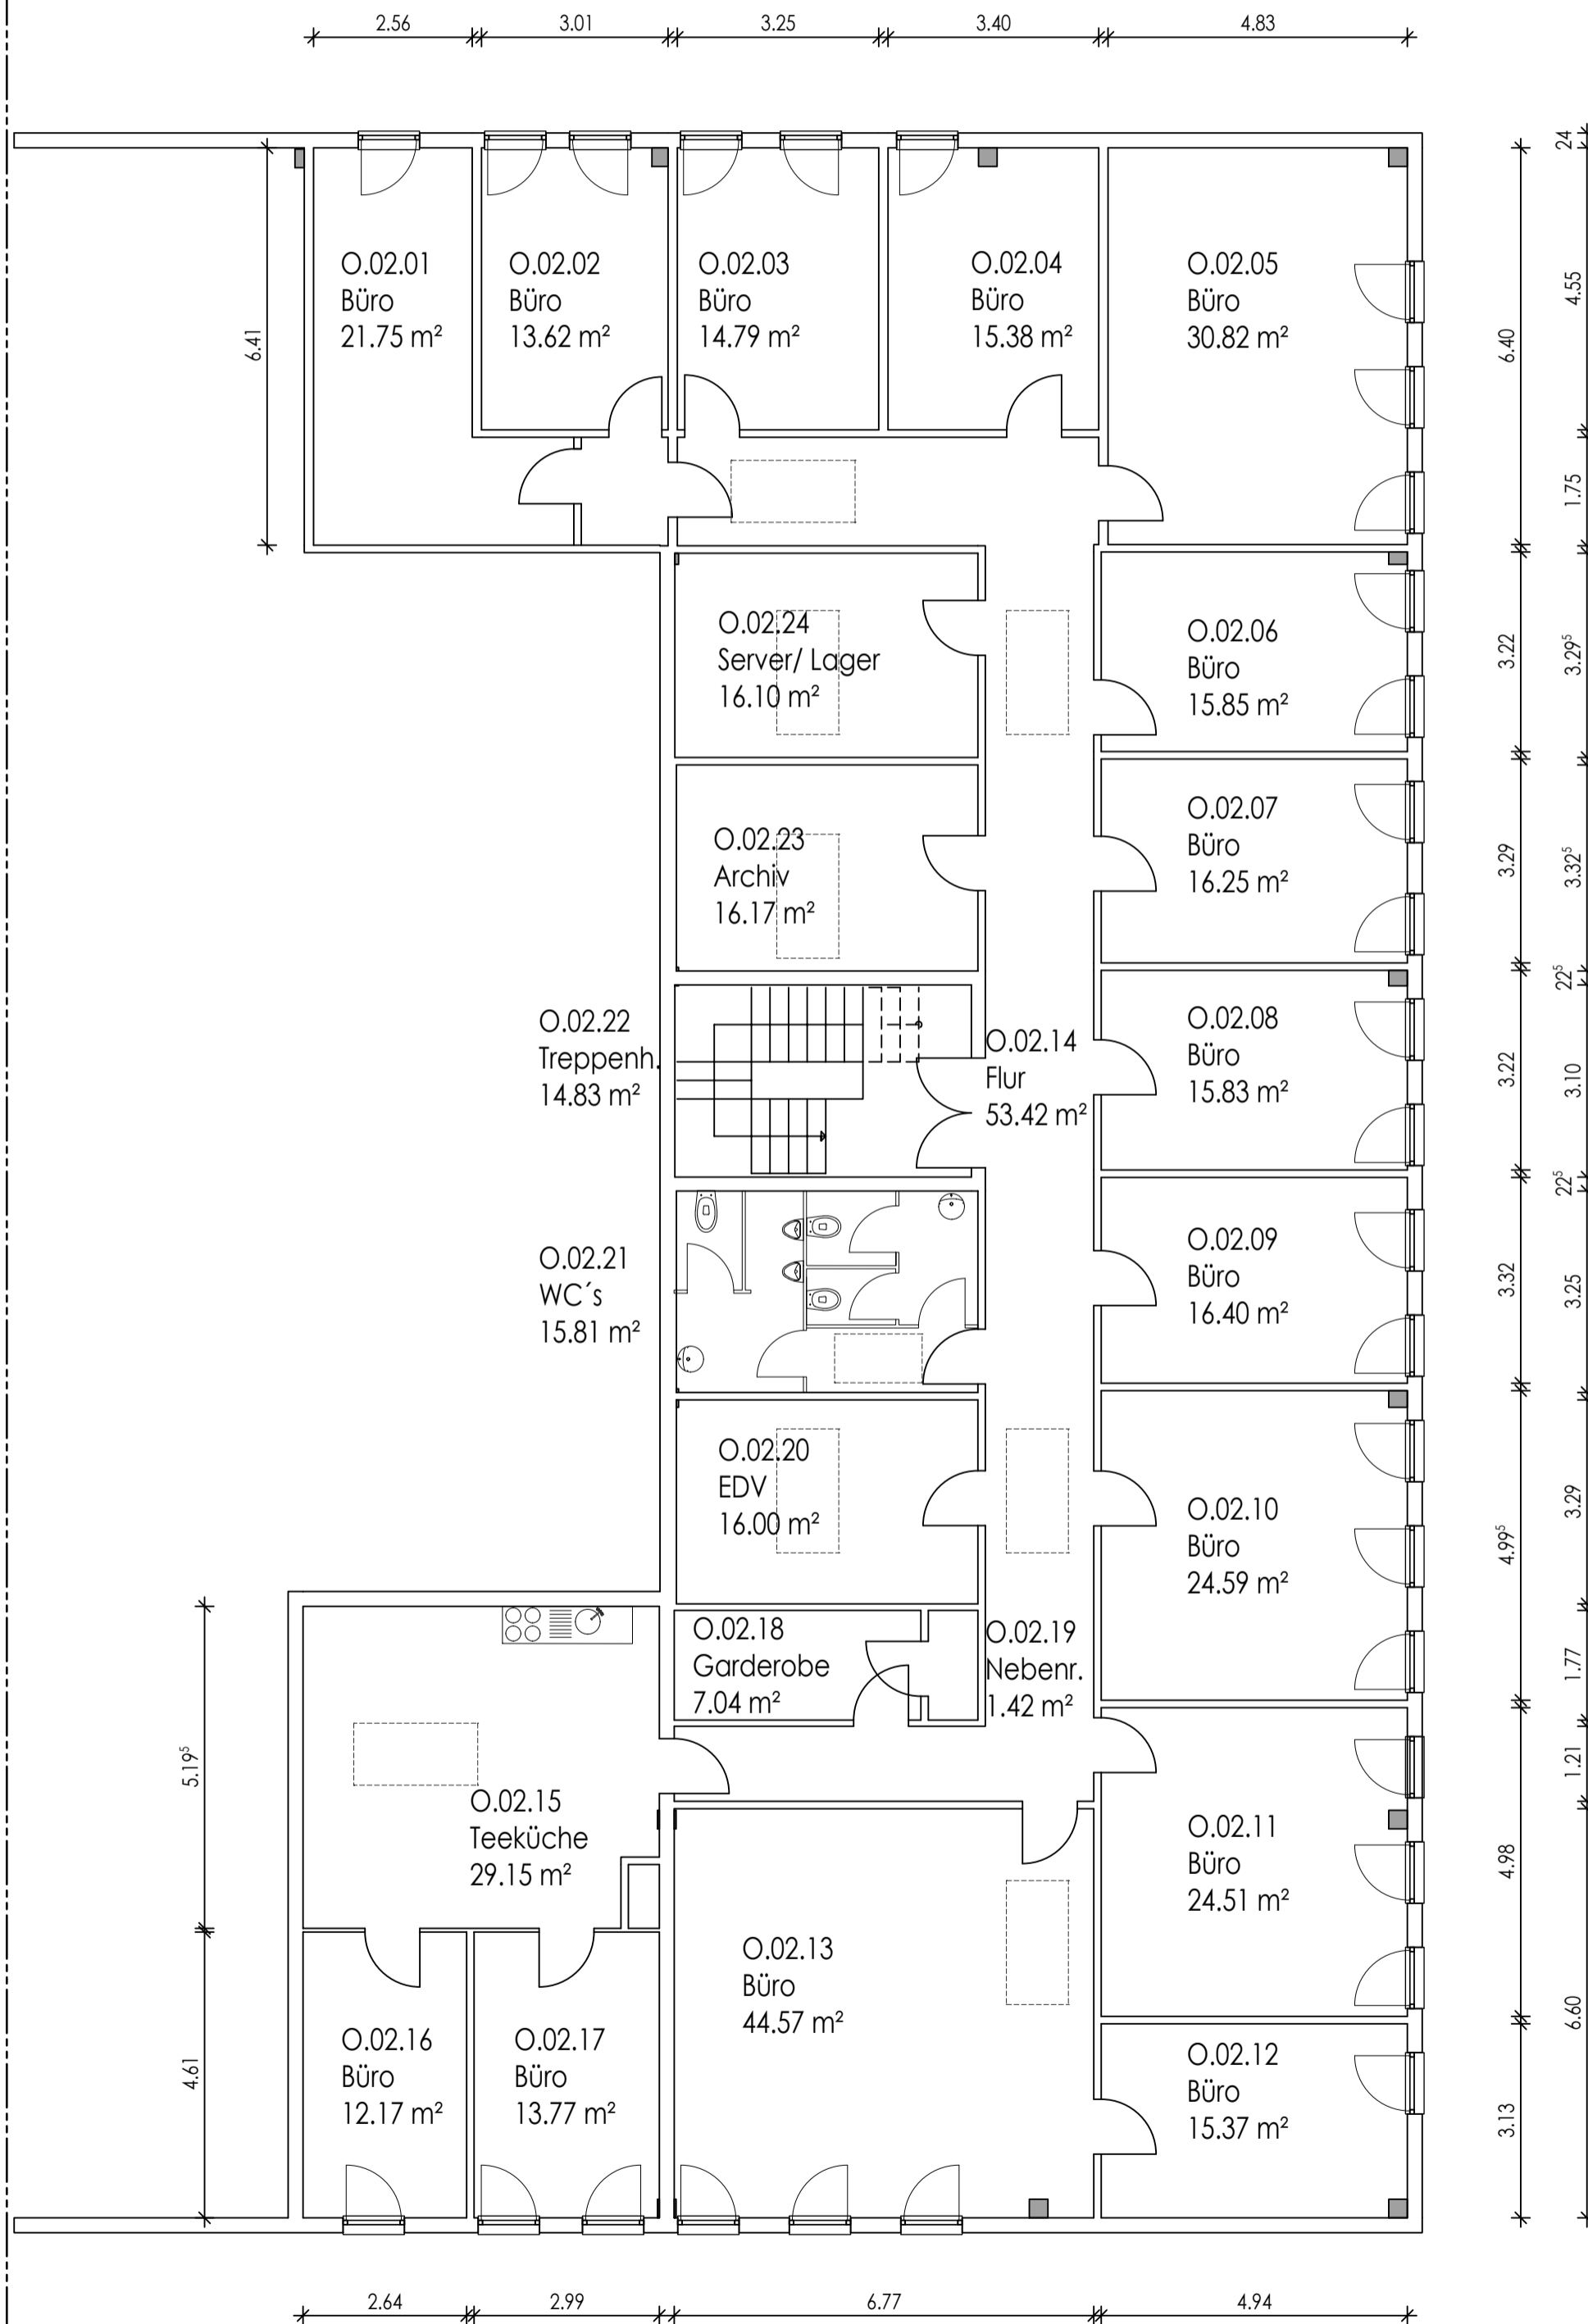 2.56 3.01 3.25 3.40 4.83
24
O.02.01
Büro
21.75 m²
O.02.02
Büro
13.62 m²
O.02.03
Büro
14.79 m²
O.02.04
Büro
15.38 m²
O.02.05
Büro
30.82 m²
6.41
6.40
4.55
1.75
O.02.24
Server/ Lager
16.10 m²
O.02.06
Büro
15.85 m²
3.22
3.29⁵
O.02.23
Archiv
16.17 m²
O.02.07
Büro
16.25 m²
3.29
3.32⁵
22⁵
O.02.22
Treppenh.
14.83 m²
O.02.14
Flur
53.42 m²
O.02.08
Büro
15.83 m²
3.22
3.10
22⁵
O.02.21
WC´s
15.81 m²
O.02.09
Büro
16.40 m²
3.32
3.25
O.02.20
EDV
16.00 m²
O.02.10
Büro
24.59 m²
4.99⁵
3.29
O.02.18
Garderobe
7.04 m²
O.02.19
Nebenr.
1.42 m²
1.77
5.19⁵
1.21
O.02.15
Teeküche
29.15 m²
O.02.11
Büro
24.51 m²
4.98
O.02.13
Büro
44.57 m²
6.60
O.02.16
Büro
12.17 m²
O.02.17
Büro
13.77 m²
O.02.12
Büro
15.37 m²
4.61
3.13
2.64 2.99 6.77 4.94